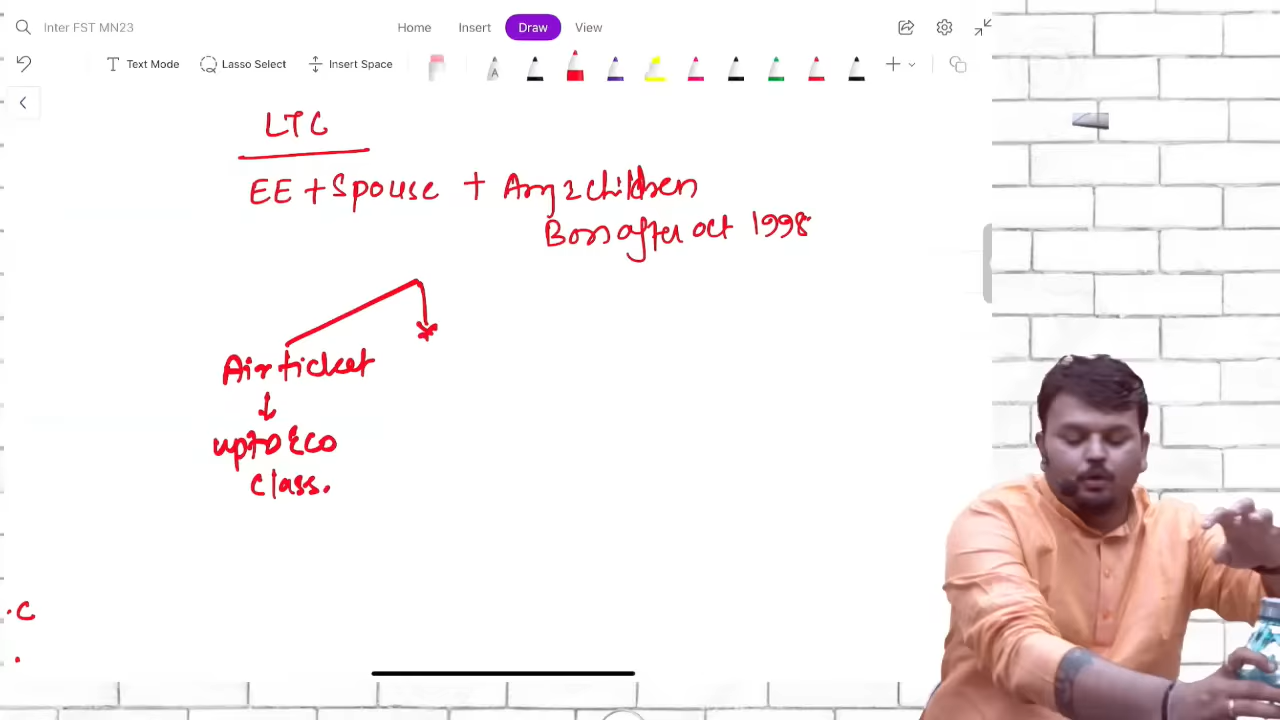 Inter FST MN23
Home
Insert
Draw
View
Text Mode
Lasso Select
Insert Space
LTC
EE + Spouse + Any 2 children
Born after oct 1998
Air ticket
upto Eco
class.
.C